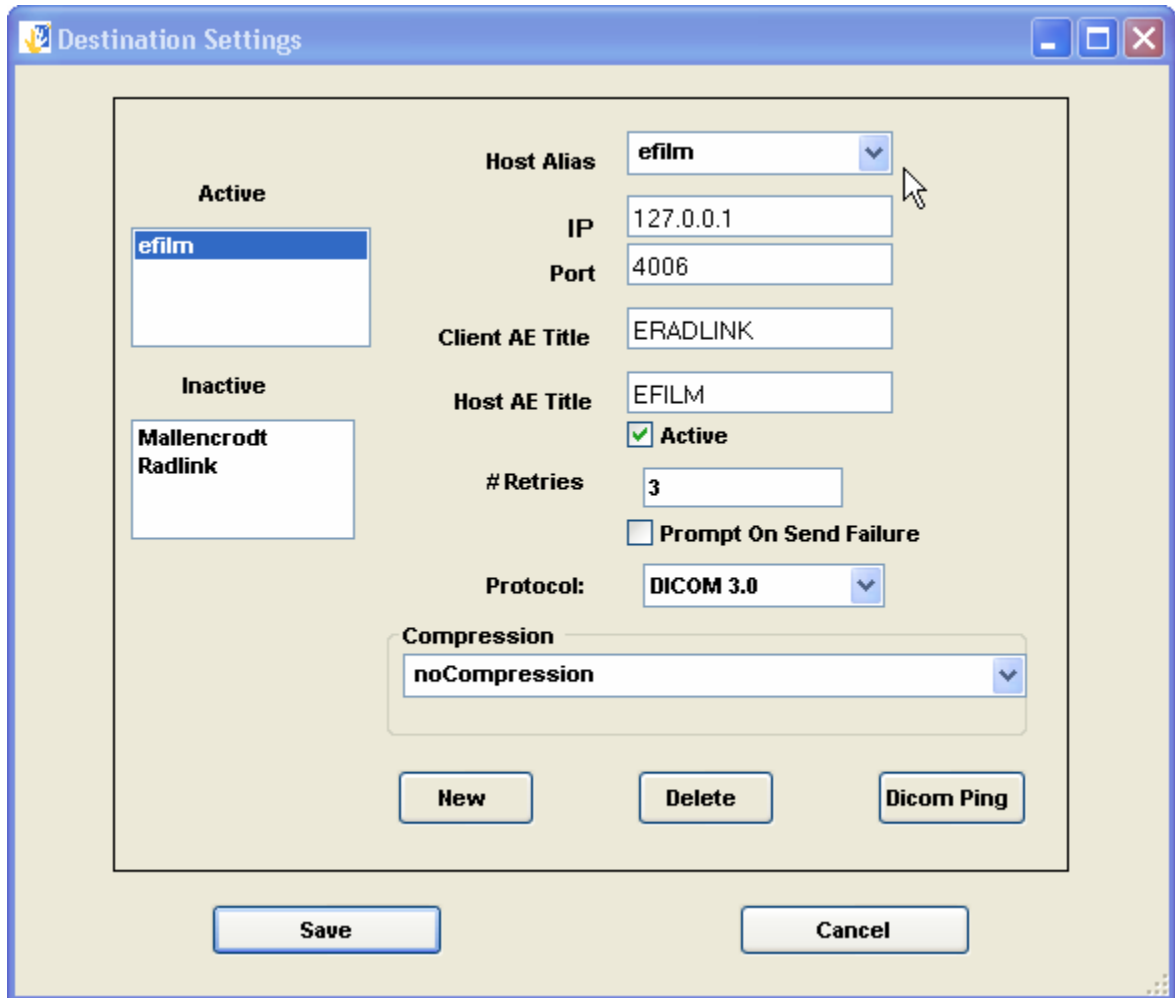 Destination Settings
Host Alias efilm
Active
efilm
IP 127.0.0.1
Port 4006
Client AE Title ERADLINK
Inactive
Mallencrodt
Radlink
Host AE Title EFILM
Active
# Retries 3
Prompt On Send Failure
Protocol: DICOM 3.0
Compression
noCompression
New Delete Dicom Ping
Save Cancel